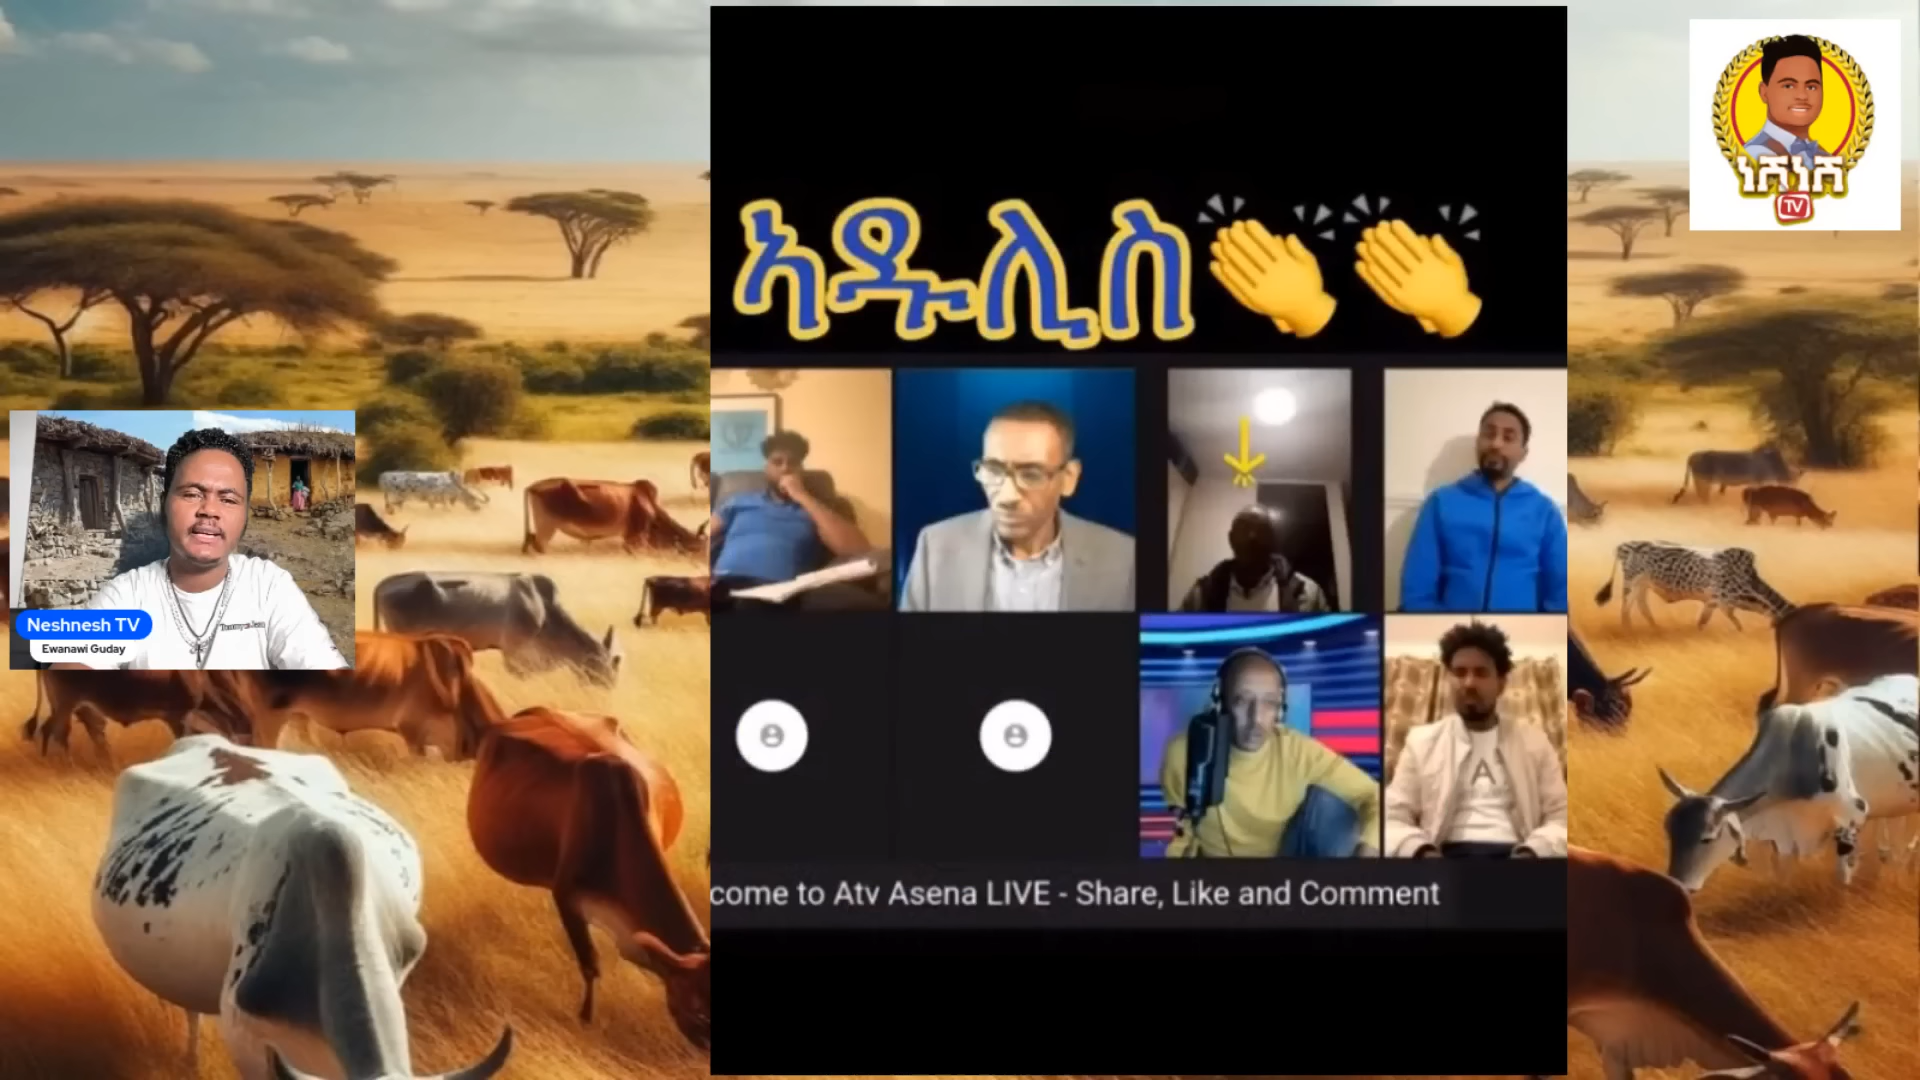 ኣዱሊስ
ነሽነሽ
TV
Neshnesh TV
Ewanawi Guday
A
come to Atv Asena LIVE - Share, Like and Comment